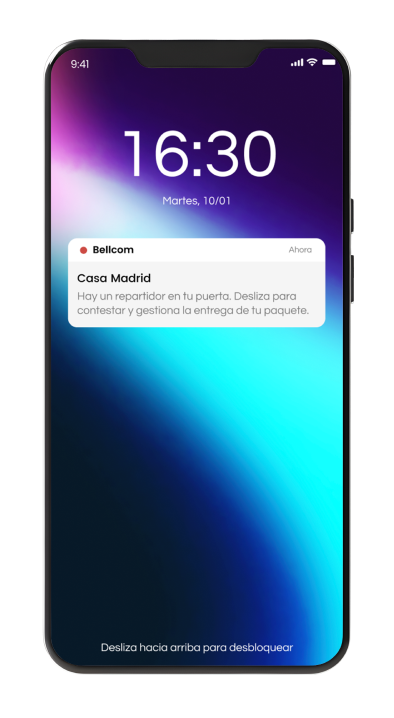 9:41
16:30
Martes, 10/01
Bellcom Ahora
Casa Madrid
Hay un repartidor en tu puerta. Desliza para
contestar y gestiona la entrega de tu paquete.
Desliza hacia arriba para desbloquear